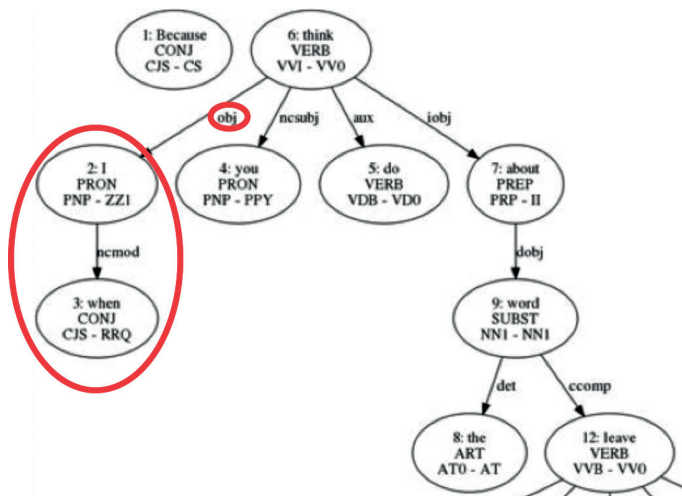 1: Because
CONJ
CJS - CS
6: think
VERB
VVI - VV0
obj
ncsubj
aux
iobj
2: I
PRON
PNP - ZZ1
4: you
PRON
PNP - PPY
5: do
VERB
VDB - VD0
7: about
PREP
PRP - II
ncmod
dobj
3: when
CONJ
CJS - RRQ
9: word
SUBST
NN1 - NN1
det
ccomp
8: the
ART
AT0 - AT
12: leave
VERB
VVB - VV0